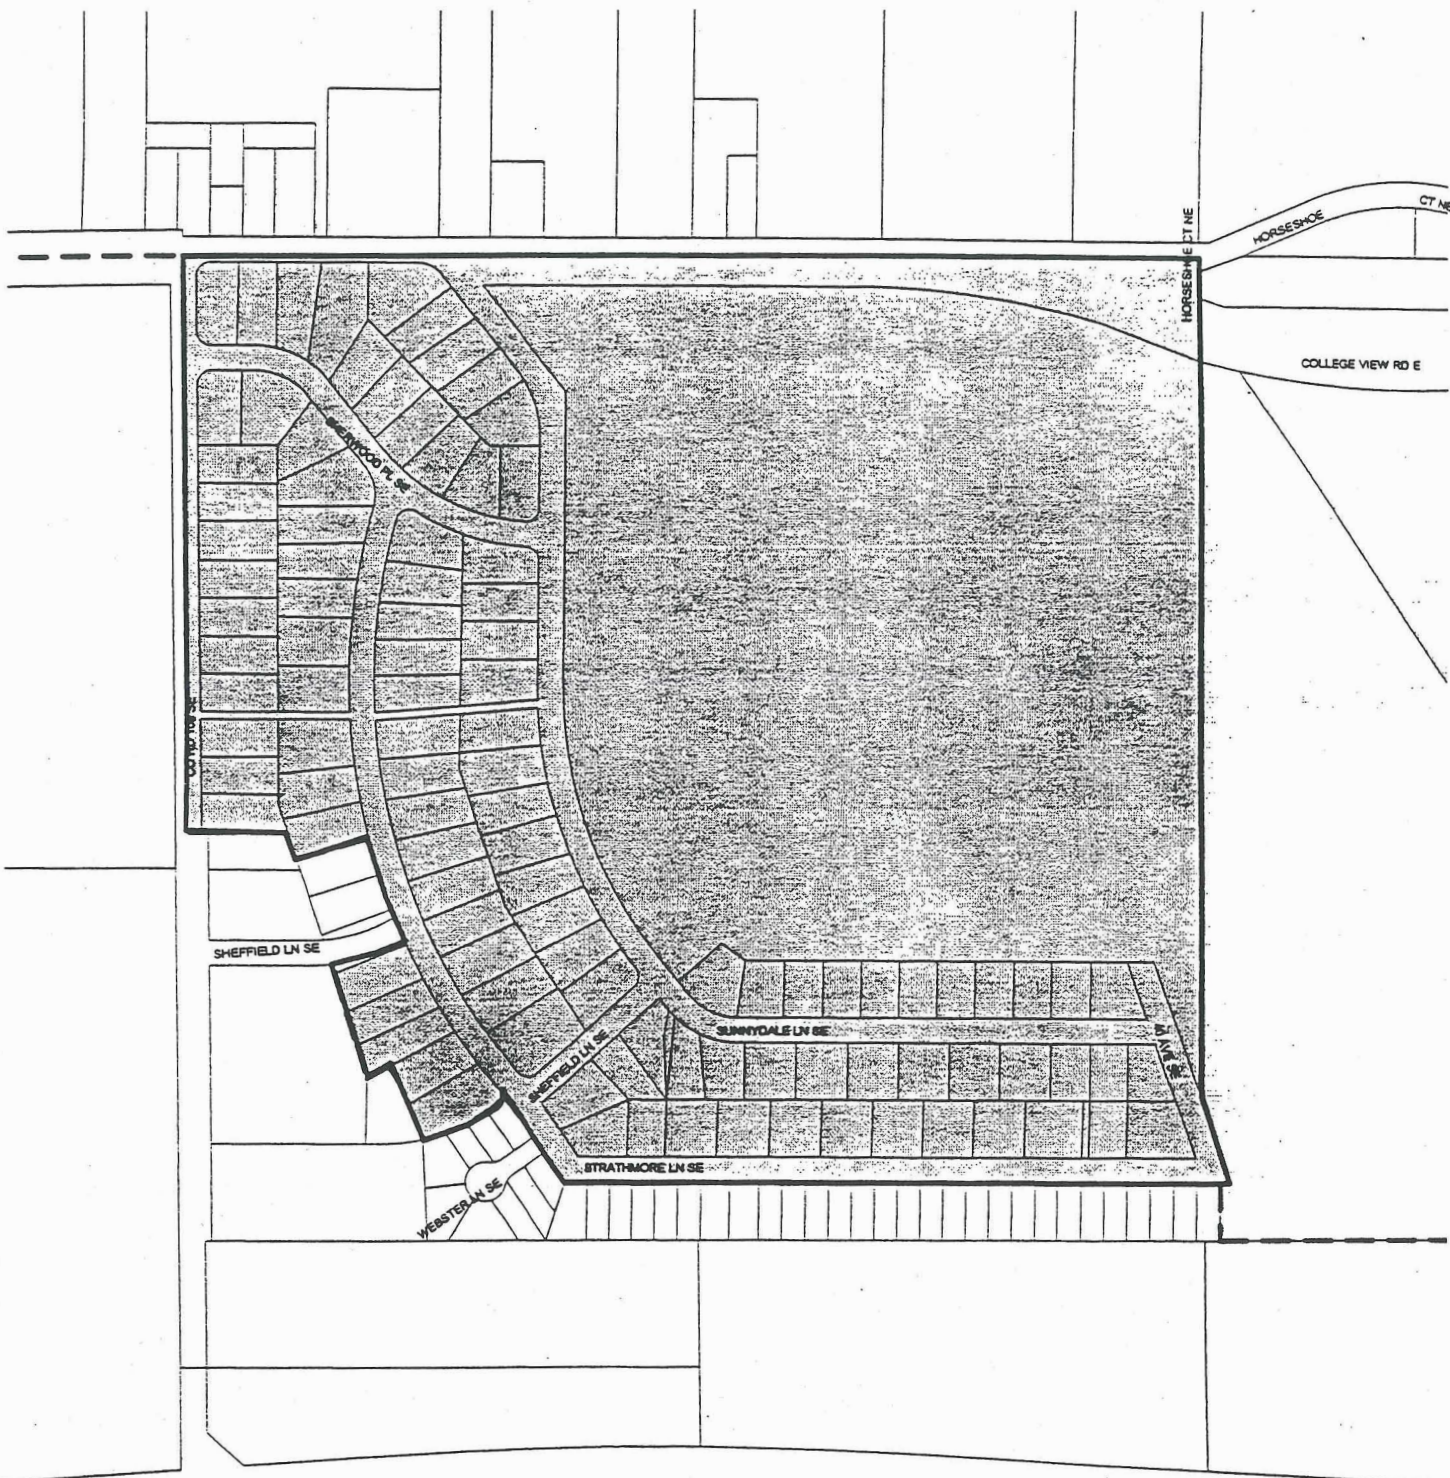 HORSESHOE CT NE
HORSESHOE
CT NE
COLLEGE VIEW RD E
SHERWOOD PL SE
SHEFFIELD LN SE
SUNNYDALE LN SE
SHEFFIELD LN SE
STRATHMORE LN SE
WEBSTER LN SE